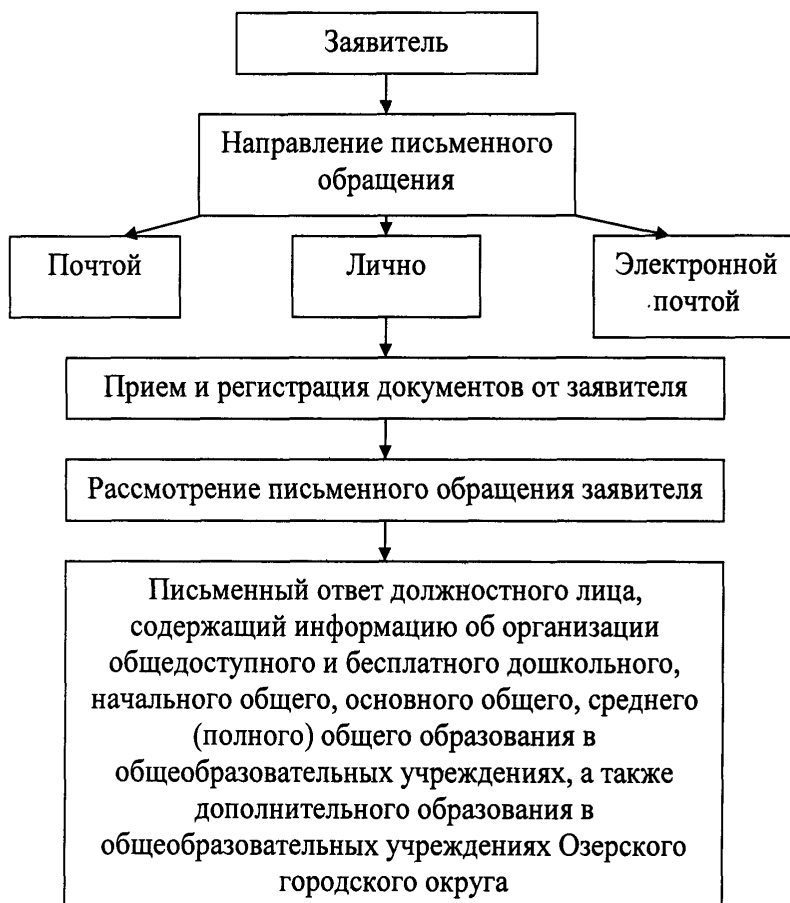 Заявитель
Направление письменного
обращения
Почтой
Лично
Электронной
почтой
Прием и регистрация документов от заявителя
Рассмотрение письменного обращения заявителя
Письменный ответ должностного лица,
содержащий информацию об организации
общедоступного и бесплатного дошкольного,
начального общего, основного общего, среднего
(полного) общего образования в
общеобразовательных учреждениях, а также
дополнительного образования в
общеобразовательных учреждениях Озерского
городского округа